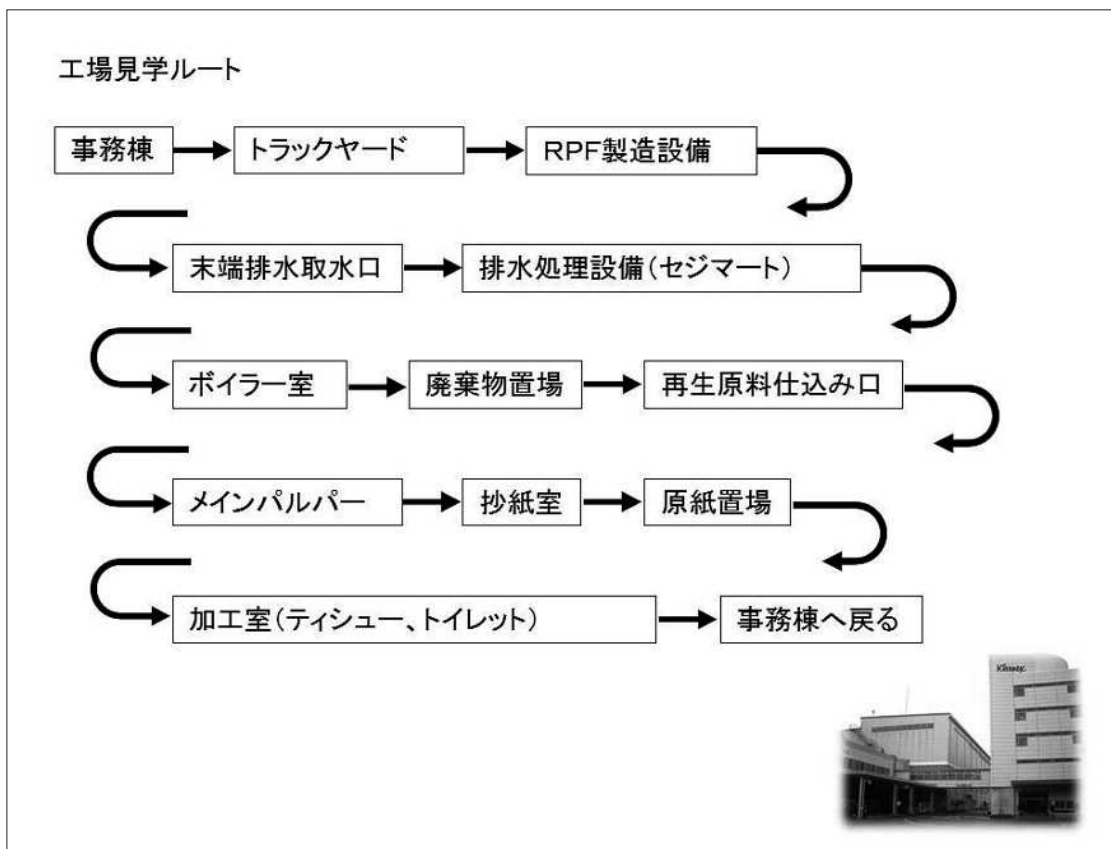 工場見学ルート
事務棟 トラックヤード RPF製造設備
末端排水取水口 排水処理設備(セジマート)
ボイラー室 廃棄物置場 再生原料仕込み口
メインパルパー 抄紙室 原紙置場
加工室(ティシュー、トイレット) 事務棟へ戻る
Kleenex